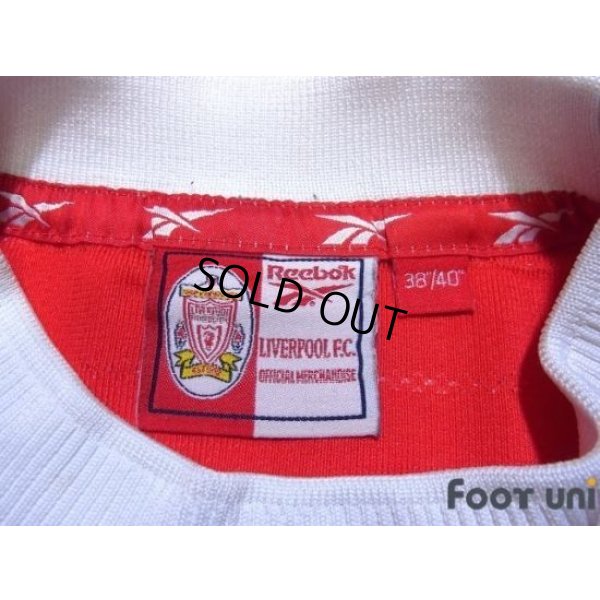 SOLD OUT
Reebok
38"/40"
LIVERPOOL F.C.
OFFICIAL MERCHANDISE
FOOT UNI